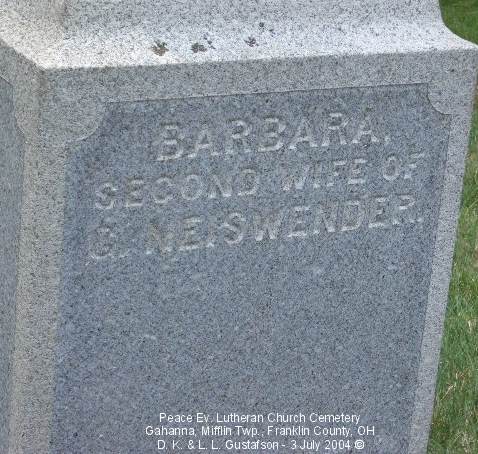 BARBARA.
SECOND WIFE OF
G. NEISWENDER.
Peace Ev. Lutheran Church Cemetery
Gahanna, Mifflin Twp., Franklin County, OH
D. K. & L. L. Gustafson - 3 July 2004 ©